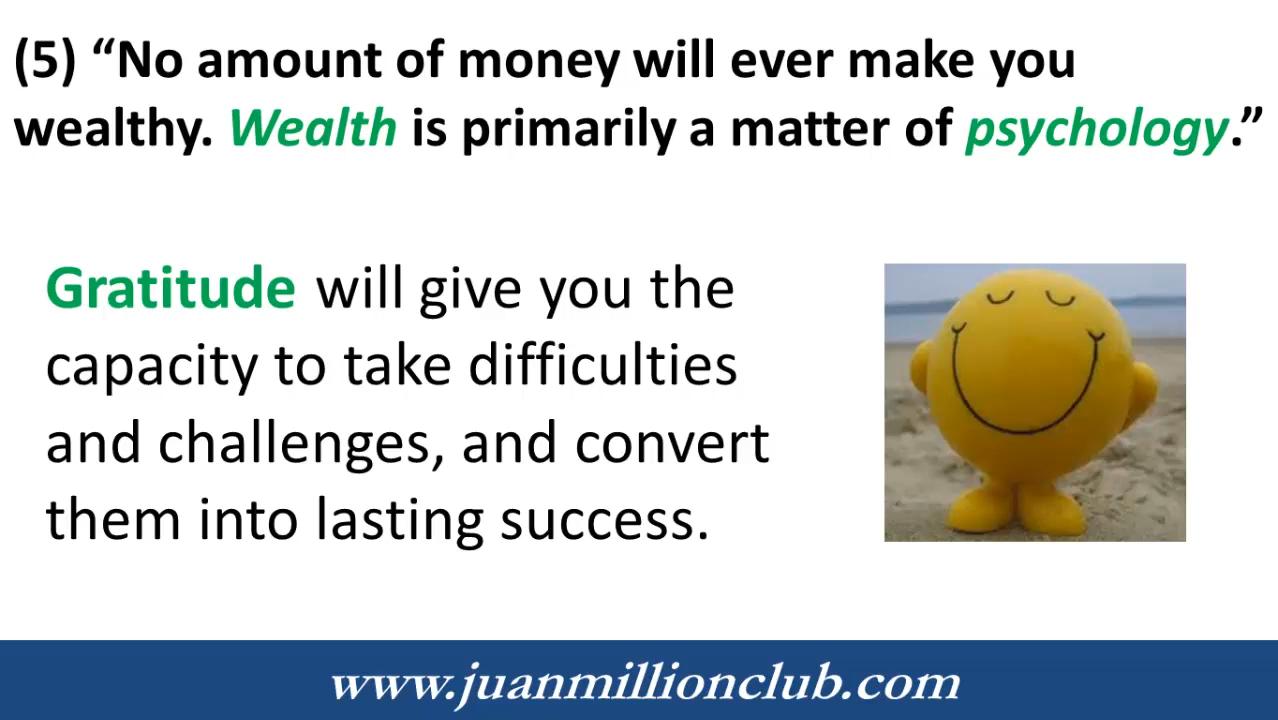 (5) “No amount of money will ever make you
wealthy. Wealth is primarily a matter of psychology.”
Gratitude will give you the
capacity to take difficulties
and challenges, and convert
them into lasting success.
www.juanmillionclub.com